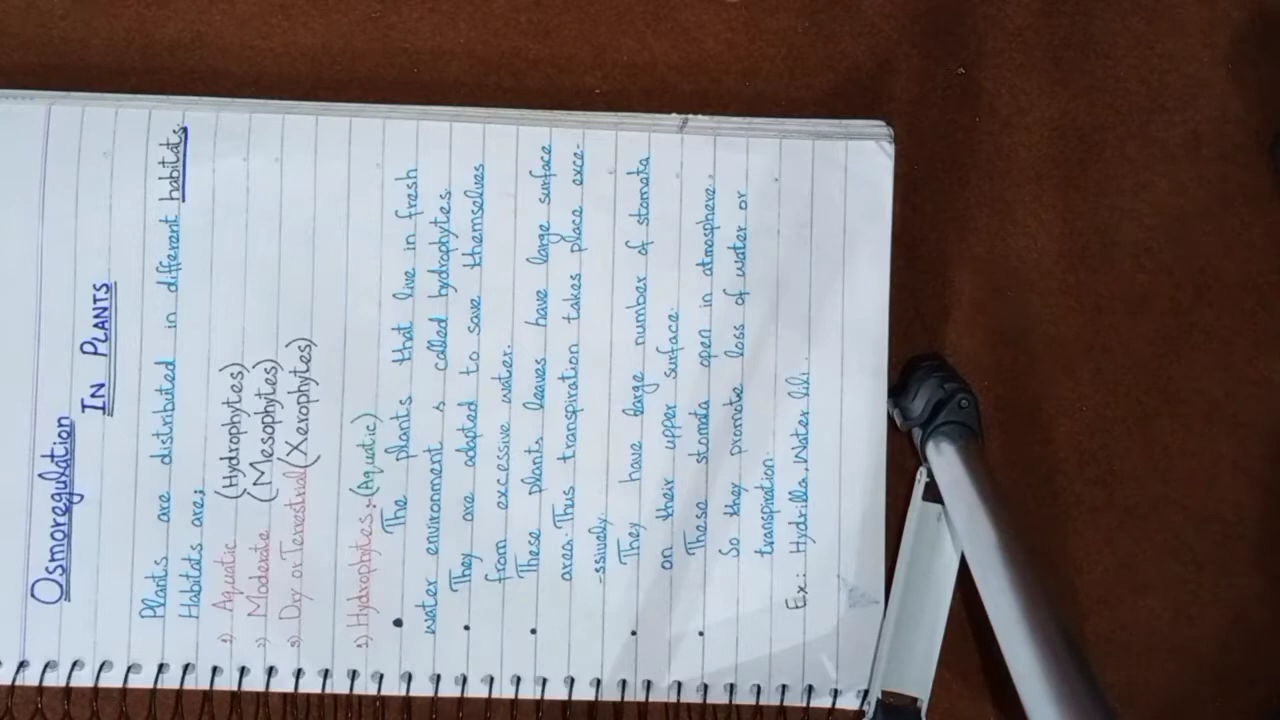 Osmoregulation
In Plants
Plants are distributed in different habitats.
Habitats are:
1) Aquatic (Hydrophytes)
2) Moderate (Mesophytes)
3) Dry or Terrestrial (Xerophytes)
1) Hydrophytes:- (Aquatic)
• The plants that live in fresh
water environment is called hydrophytes.
• They are adapted to save themselves
from excessive water.
• These plants leaves have large surface
area. Thus transpiration takes place exce-
-ssively.
• They have large number of stomata
on their upper surface.
• These stomata open in atmosphere.
So they promote loss of water or
transpiration.
Ex: Hydrilla, Water lili.